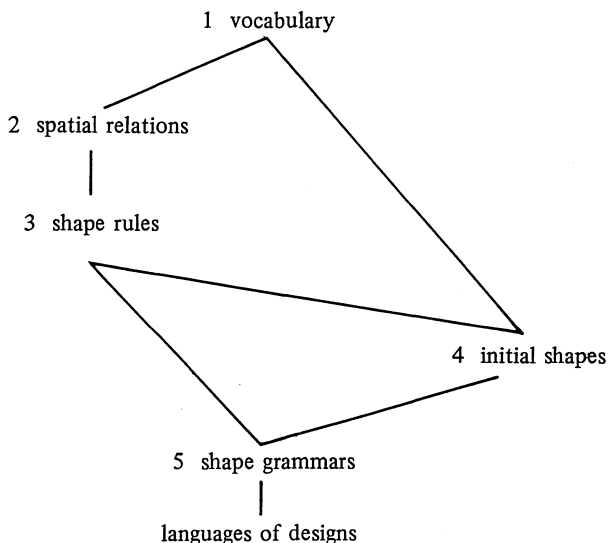 1 vocabulary
2 spatial relations
3 shape rules
4 initial shapes
5 shape grammars
languages of designs